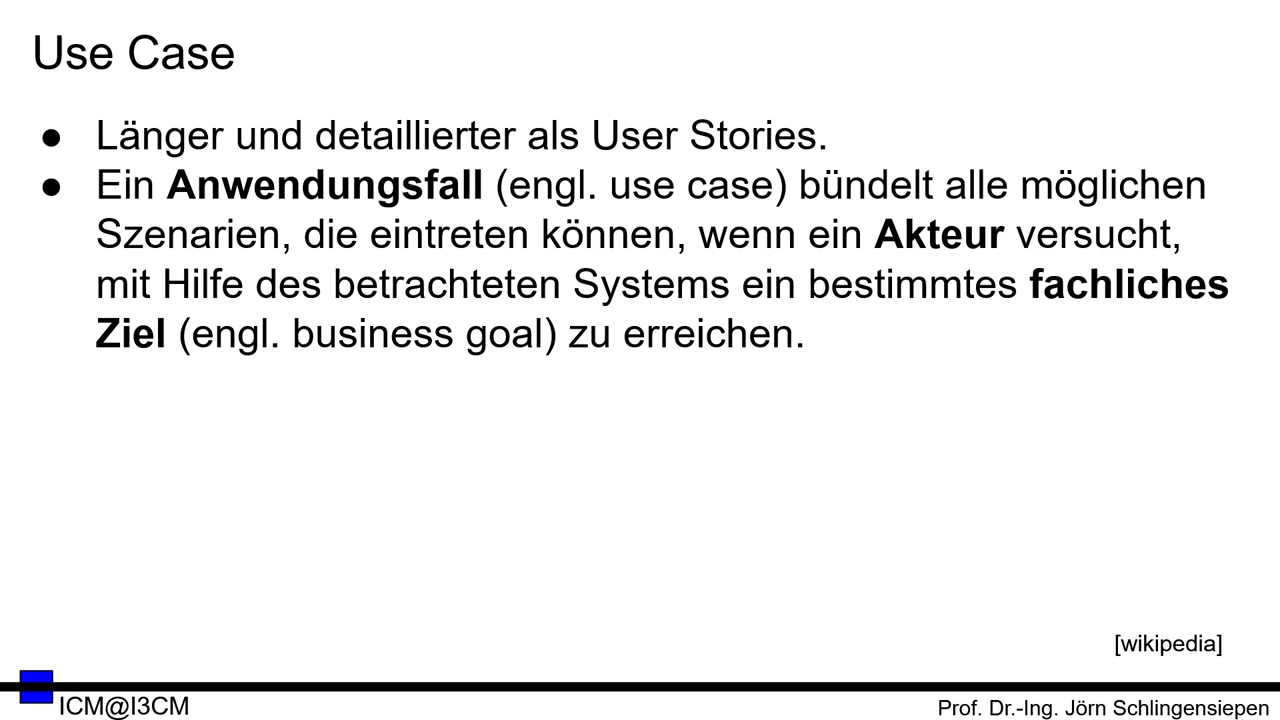 Use Case
● Länger und detaillierter als User Stories.
● Ein Anwendungsfall (engl. use case) bündelt alle möglichen
Szenarien, die eintreten können, wenn ein Akteur versucht,
mit Hilfe des betrachteten Systems ein bestimmtes fachliches
Ziel (engl. business goal) zu erreichen.
[wikipedia]
ICM@I3CM
Prof. Dr.-Ing. Jörn Schlingensiepen